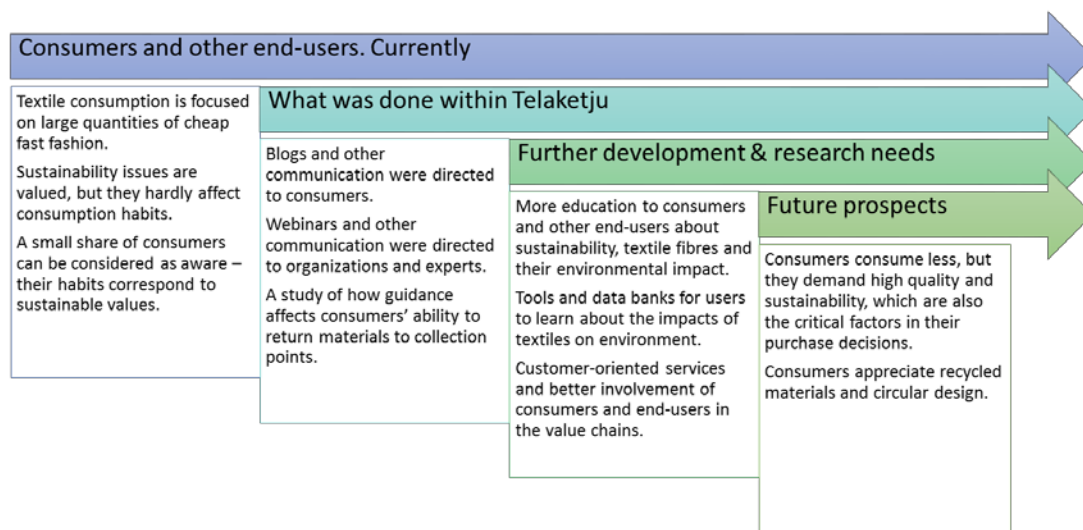 Consumers and other end-users. Currently
Textile consumption is focused
on large quantities of cheap
fast fashion.
Sustainability issues are
valued, but they hardly affect
consumption habits.
A small share of consumers
can be considered as aware –
their habits correspond to
sustainable values.
What was done within Telaketju
Blogs and other
communication were directed
to consumers.
Webinars and other
communication were directed
to organizations and experts.
A study of how guidance
affects consumers’ ability to
return materials to collection
points.
Further development & research needs
More education to consumers
and other end-users about
sustainability, textile fibres and
their environmental impact.
Tools and data banks for users
to learn about the impacts of
textiles on environment.
Customer-oriented services
and better involvement of
consumers and end-users in
the value chains.
Future prospects
Consumers consume less, but
they demand high quality and
sustainability, which are also
the critical factors in their
purchase decisions.
Consumers appreciate recycled
materials and circular design.